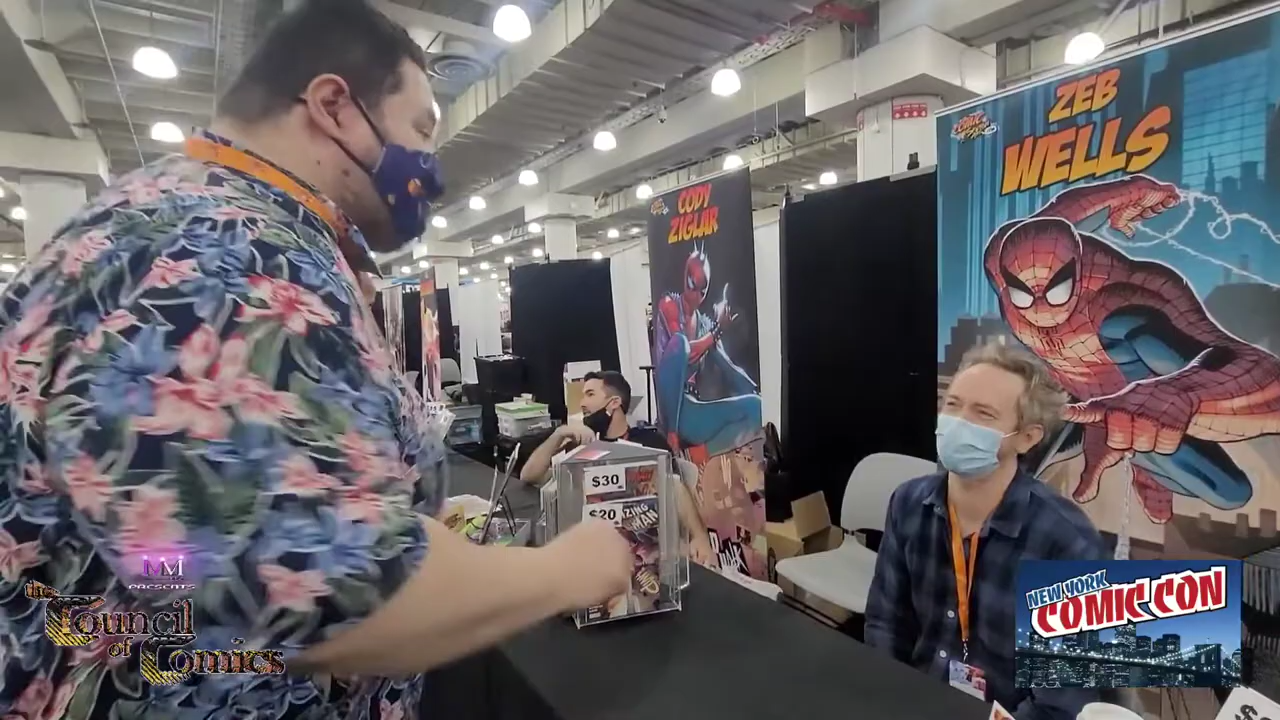 ZEB
WELLS
CODY
ZIGLAR
$30
$20
MM
PRESENTS
the
Council
of Comics
NEW YORK
COMIC CON